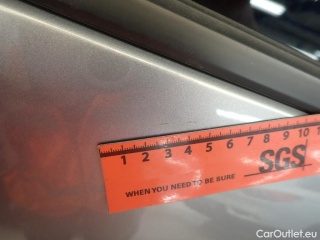 1 2 3 4 5 6 7 8 9 10
WHEN YOU NEED TO BE SURE SGS
CarOutlet.eu